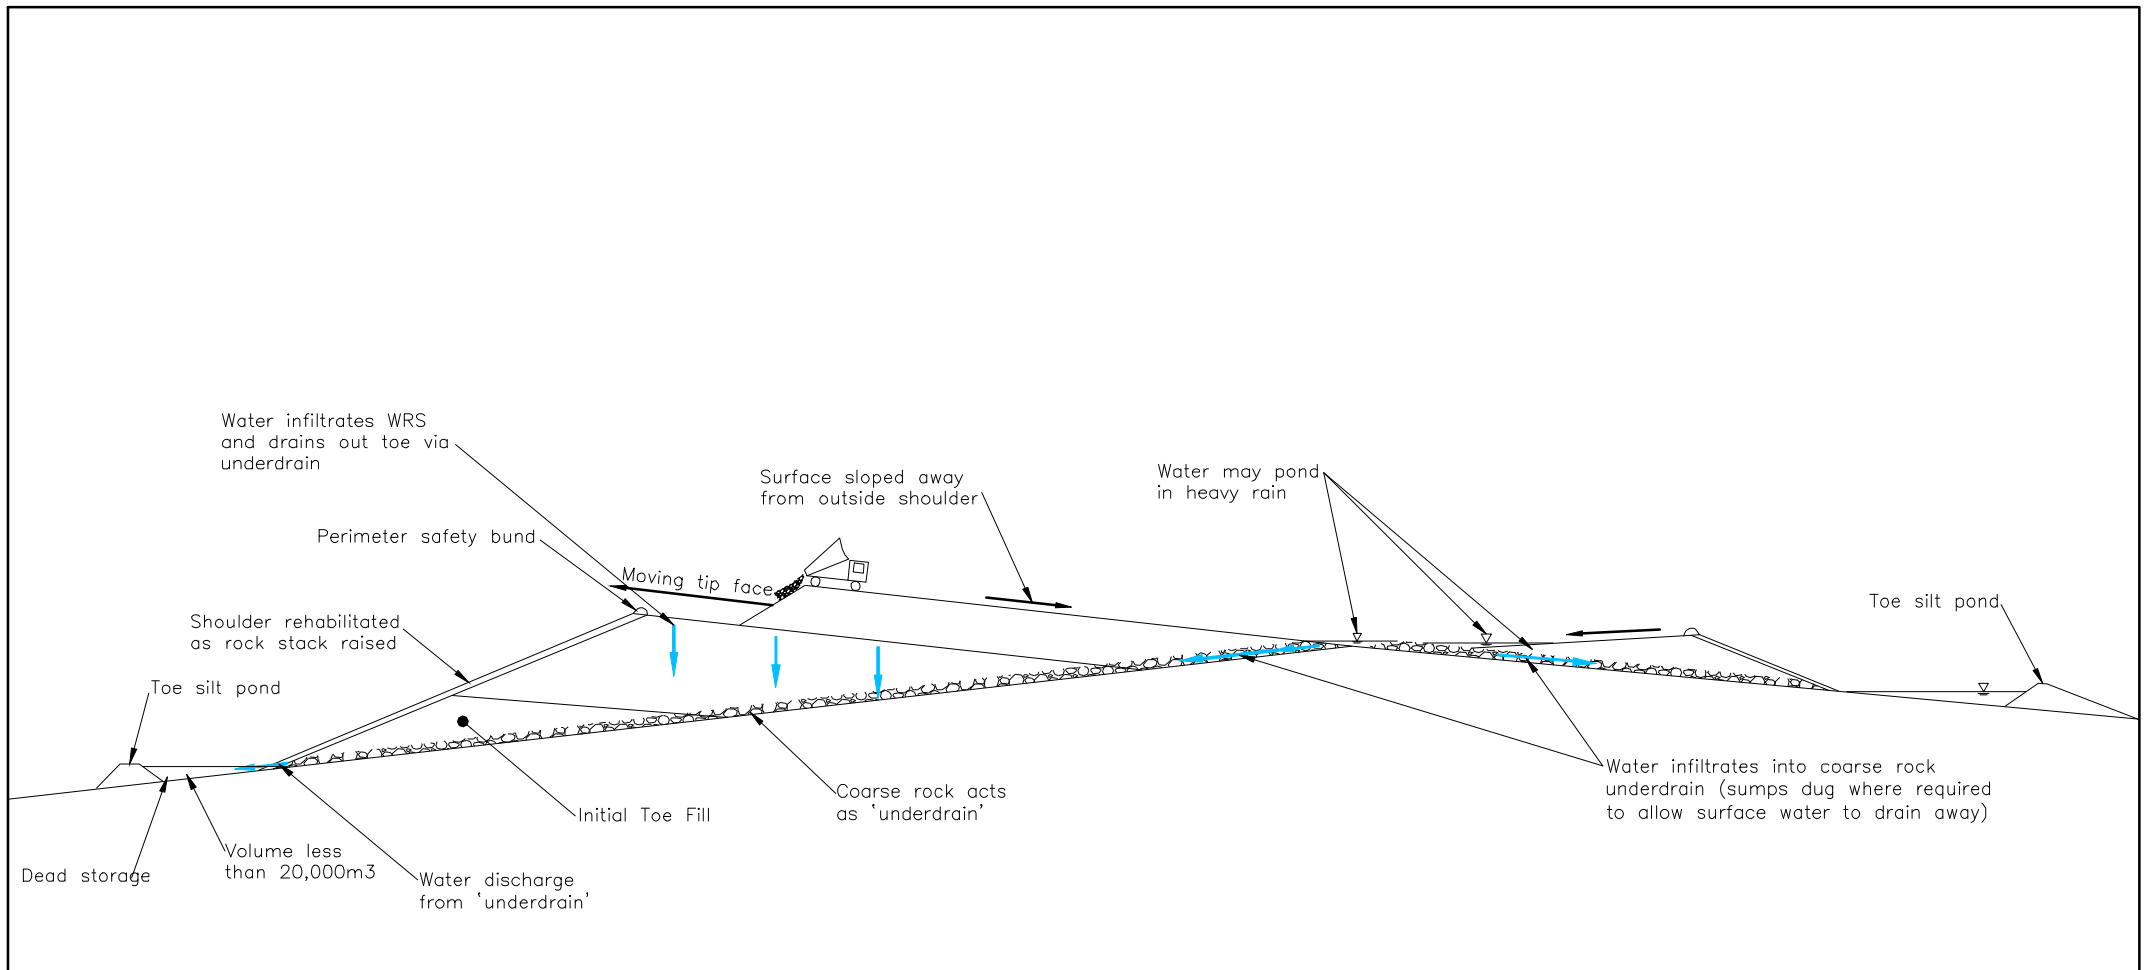 Water infiltrates WRS
and drains out toe via
underdrain
Surface sloped away
from outside shoulder
Water may pond
in heavy rain
Perimeter safety bund
Moving tip face
Toe silt pond
Shoulder rehabilitated
as rock stack raised
Toe silt pond
Water infiltrates into coarse rock
underdrain (sumps dug where required
to allow surface water to drain away)
Coarse rock acts
as ‘underdrain’
Initial Toe Fill
Volume less
than 20,000m3
Dead storage
Water discharge
from ‘underdrain’